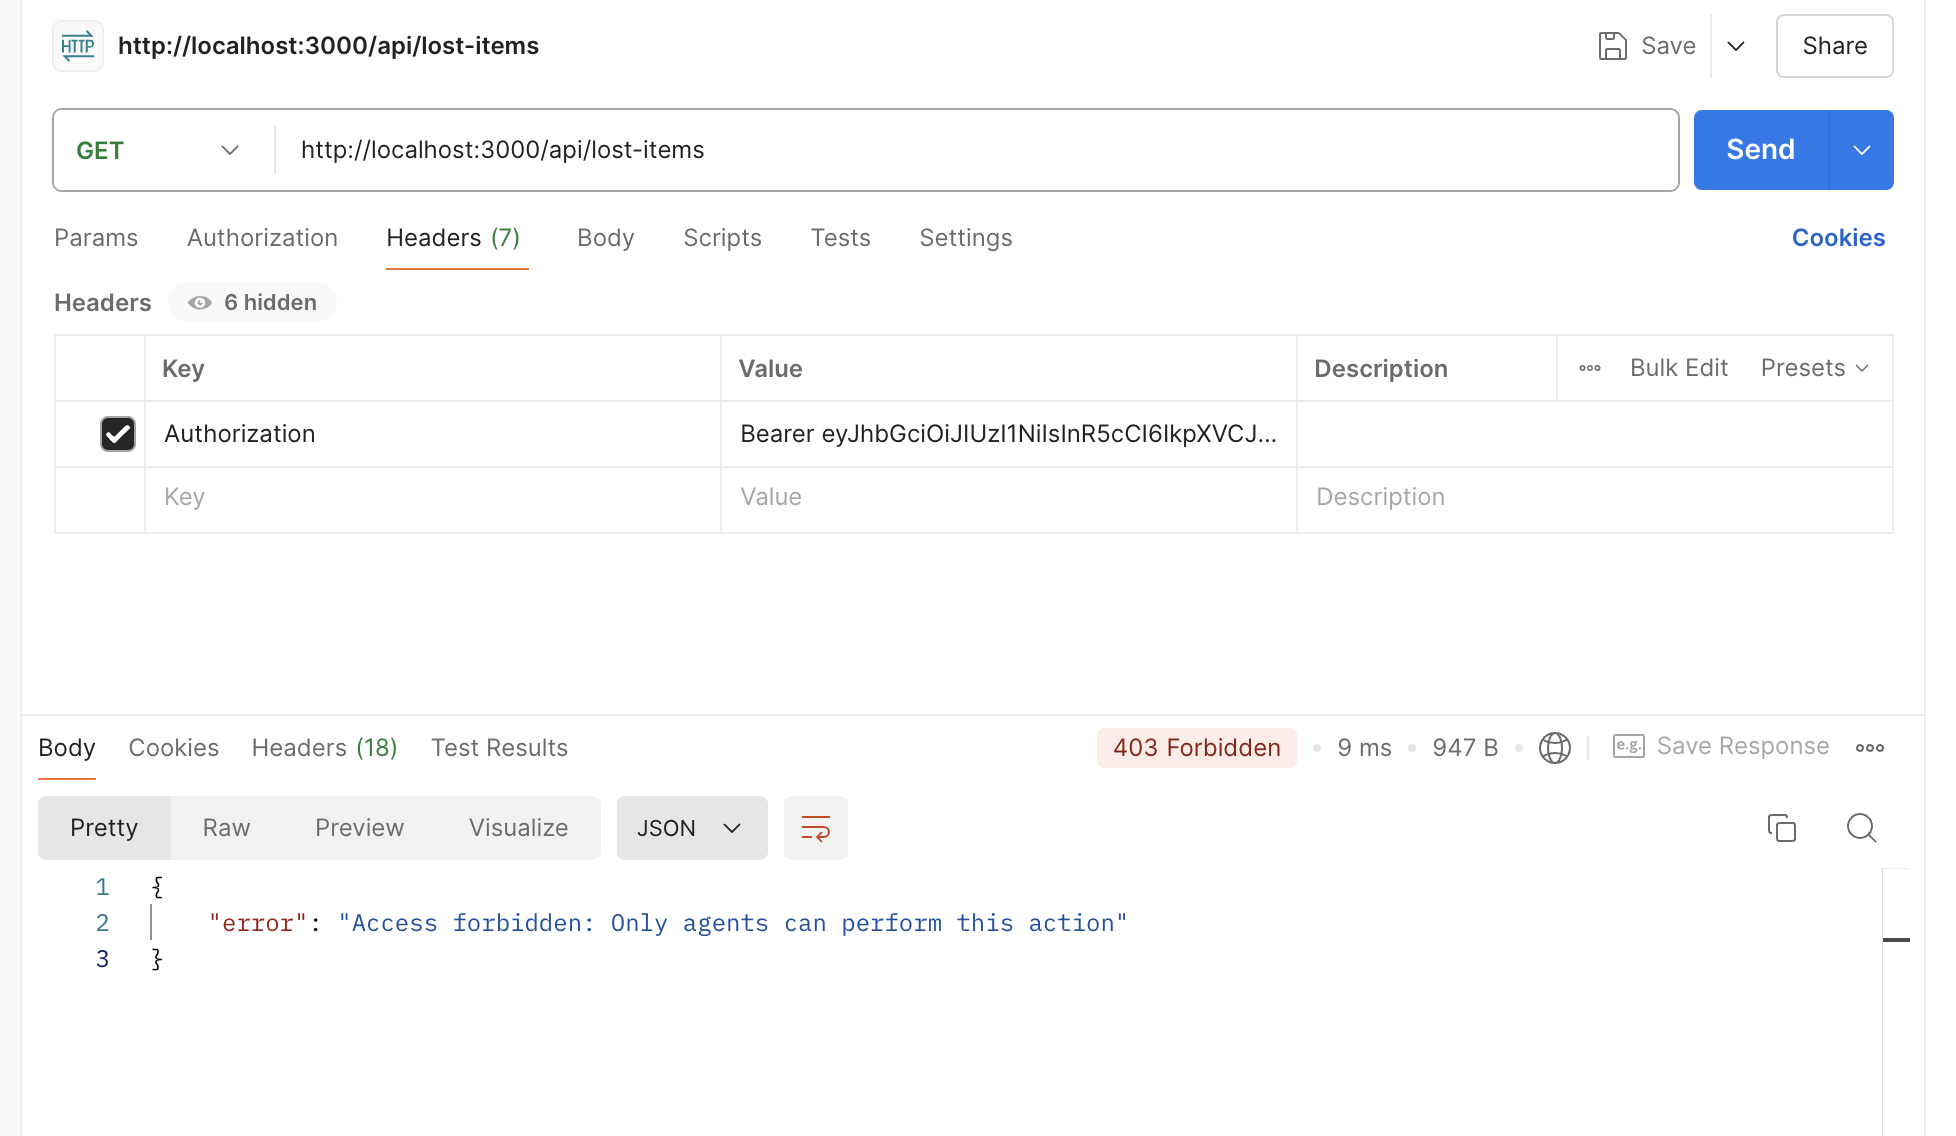 HTTP http://localhost:3000/api/lost-items Save Share
GET http://localhost:3000/api/lost-items Send
Params Authorization Headers (7) Body Scripts Tests Settings Cookies
Headers 6 hidden
Key Value Description Bulk Edit Presets
Authorization Bearer eyJhbGciOiJIUzI1NiIsInR5cCI6IkpXVCJ...
Key Value Description
Body Cookies Headers (18) Test Results 403 Forbidden 9 ms 947 B e.g. Save Response
Pretty Raw Preview Visualize JSON
1 {
2 "error": "Access forbidden: Only agents can perform this action"
3 }